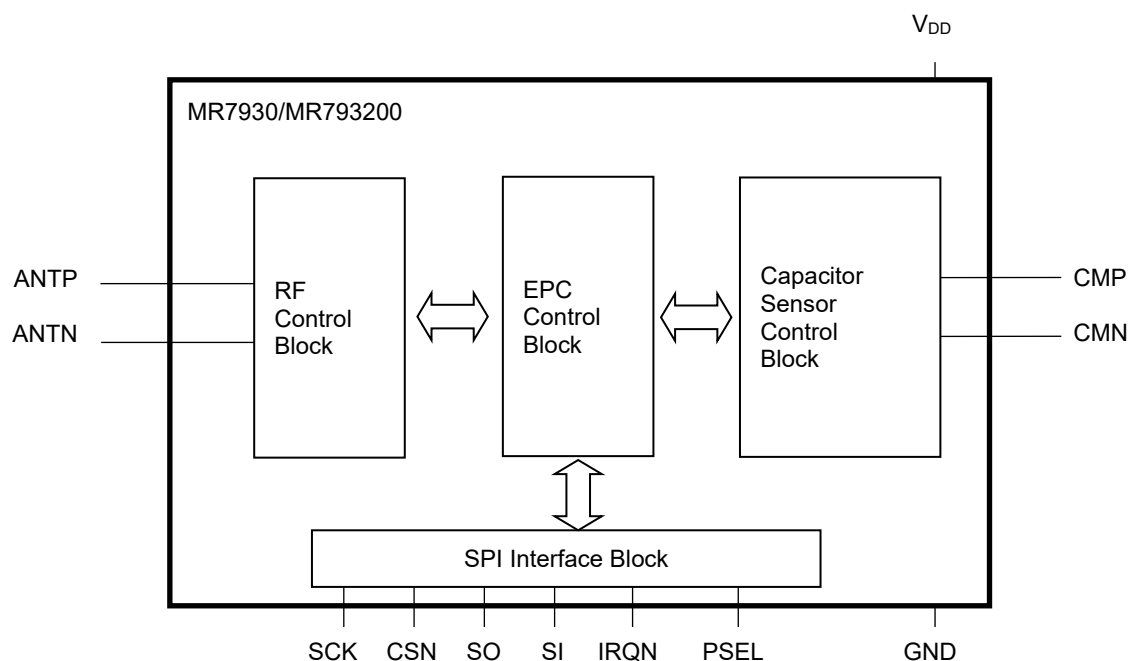 VDD
MR7930/MR793200
ANTP
ANTN
RF
Control
Block
EPC
Control
Block
Capacitor
Sensor
Control
Block
CMP
CMN
SPI Interface Block
SCK CSN SO SI IRQN PSEL GND